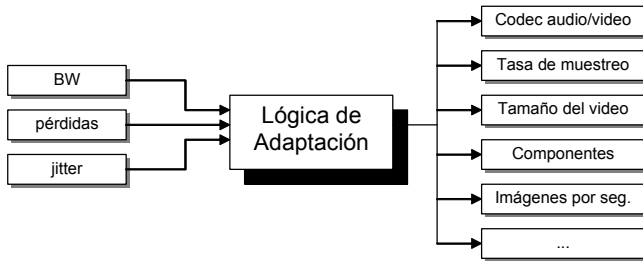 BW
pérdidas
jitter
Lógica de
Adaptación
Codec audio/video
Tasa de muestreo
Tamaño del video
Componentes
Imágenes por seg.
...